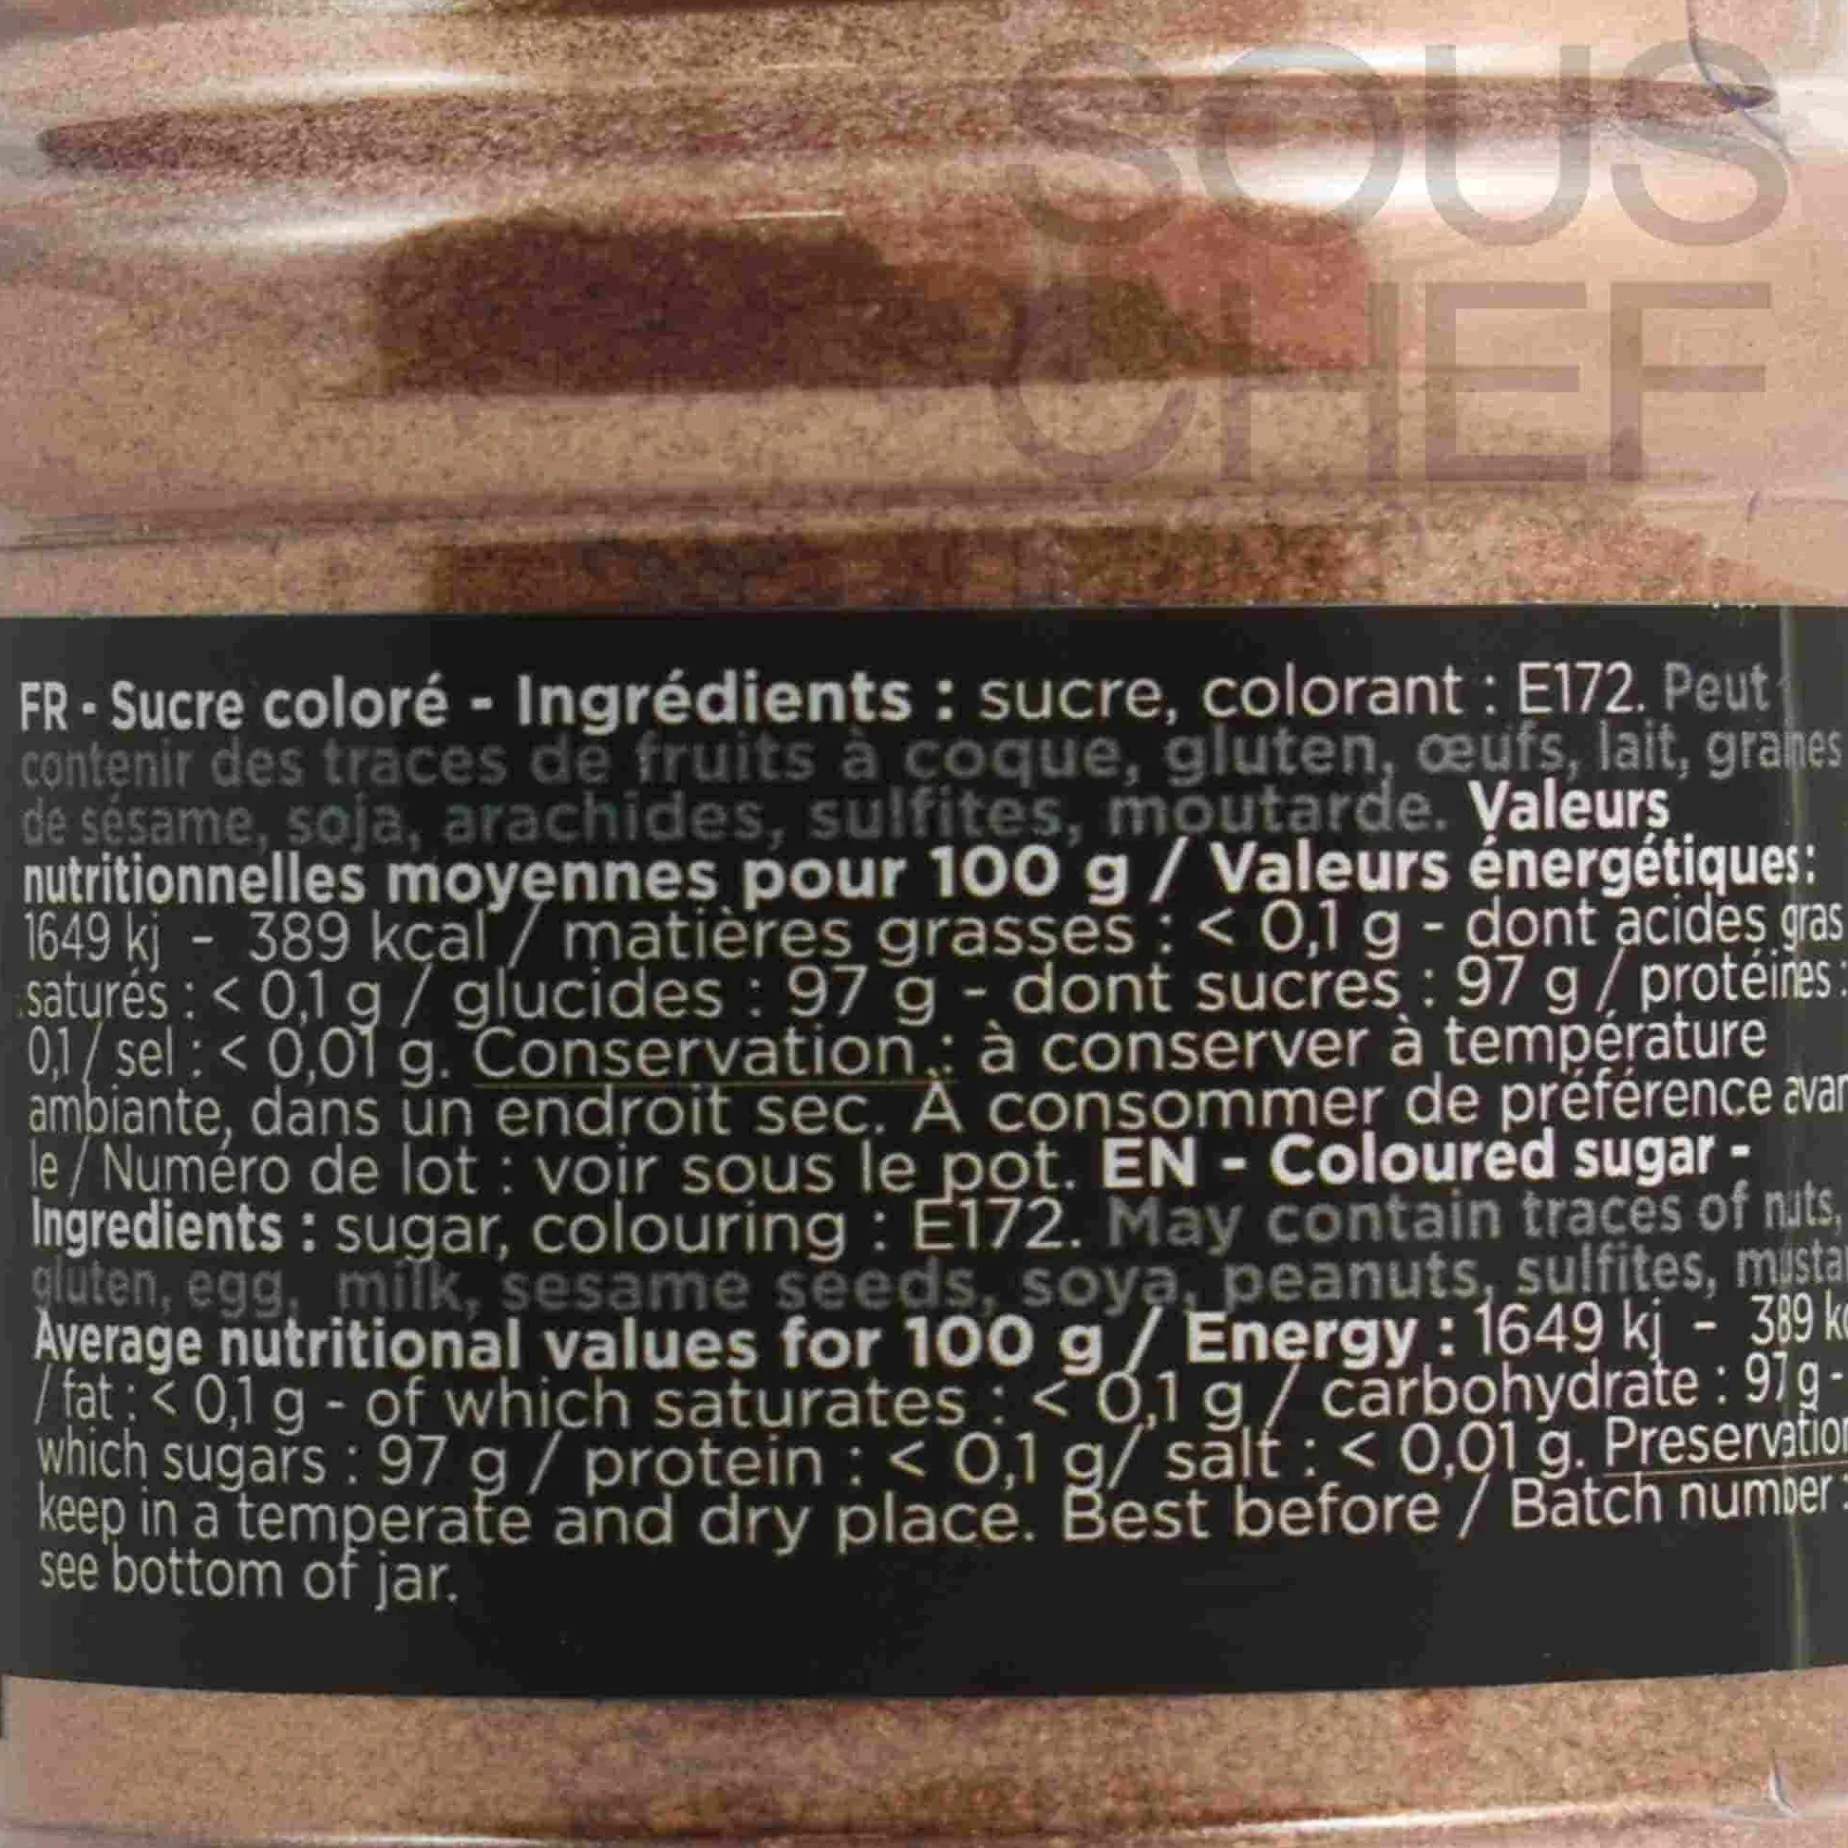 SOUS
CHEF
FR - Sucre coloré - Ingrédients : sucre, colorant : E172. Peut
contenir des traces de fruits à coque, gluten, œufs, lait, graines
de sésame, soja, arachides, sulfites, moutarde. Valeurs
nutritionnelles moyennes pour 100 g / Valeurs énergétiques:
1649 kj - 389 kcal / matières grasses : < 0,1 g - dont acides gras
saturés : < 0,1 g / glucides : 97 g - dont sucres : 97 g / protéines :
0,1 / sel : < 0,01 g. Conservation : à conserver à température
ambiante, dans un endroit sec. À consommer de préférence avan
le / Numéro de lot : voir sous le pot. EN - Coloured sugar -
Ingredients : sugar, colouring : E172. May contain traces of nuts,
gluten, egg, milk, sesame seeds, soya, peanuts, sulfites, musta
Average nutritional values for 100 g / Energy : 1649 kj - 389 k
/ fat : < 0,1 g - of which saturates : < 0,1 g / carbohydrate : 97 g -
which sugars : 97 g / protein : < 0,1 g/ salt : < 0,01 g. Preservation
keep in a temperate and dry place. Best before / Batch number
see bottom of jar.